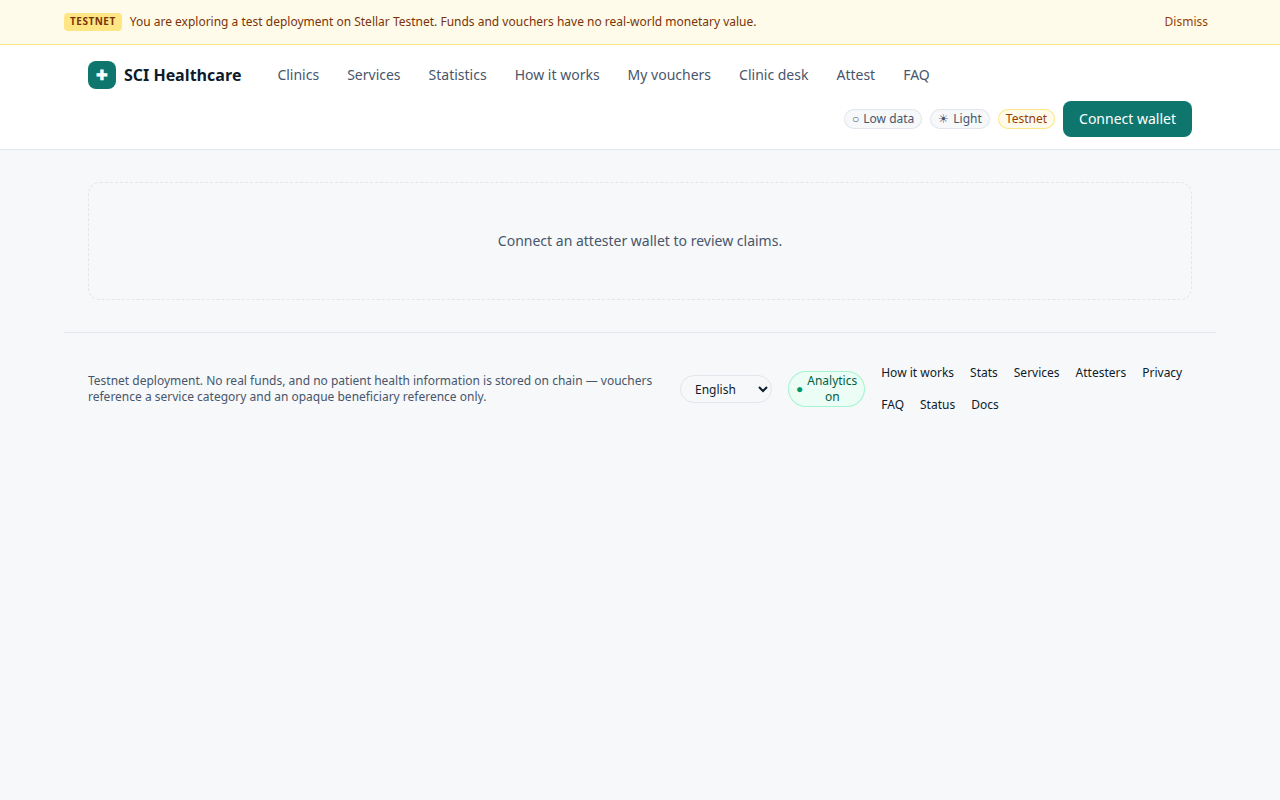 TESTNET You are exploring a test deployment on Stellar Testnet. Funds and vouchers have no real-world monetary value. Dismiss
SCI Healthcare Clinics Services Statistics How it works My vouchers Clinic desk Attest FAQ
Low data Light Testnet Connect wallet
Connect an attester wallet to review claims.
Testnet deployment. No real funds, and no patient health information is stored on chain — vouchers
reference a service category and an opaque beneficiary reference only.
English
Analytics
on
How it works Stats Services Attesters Privacy
FAQ Status Docs